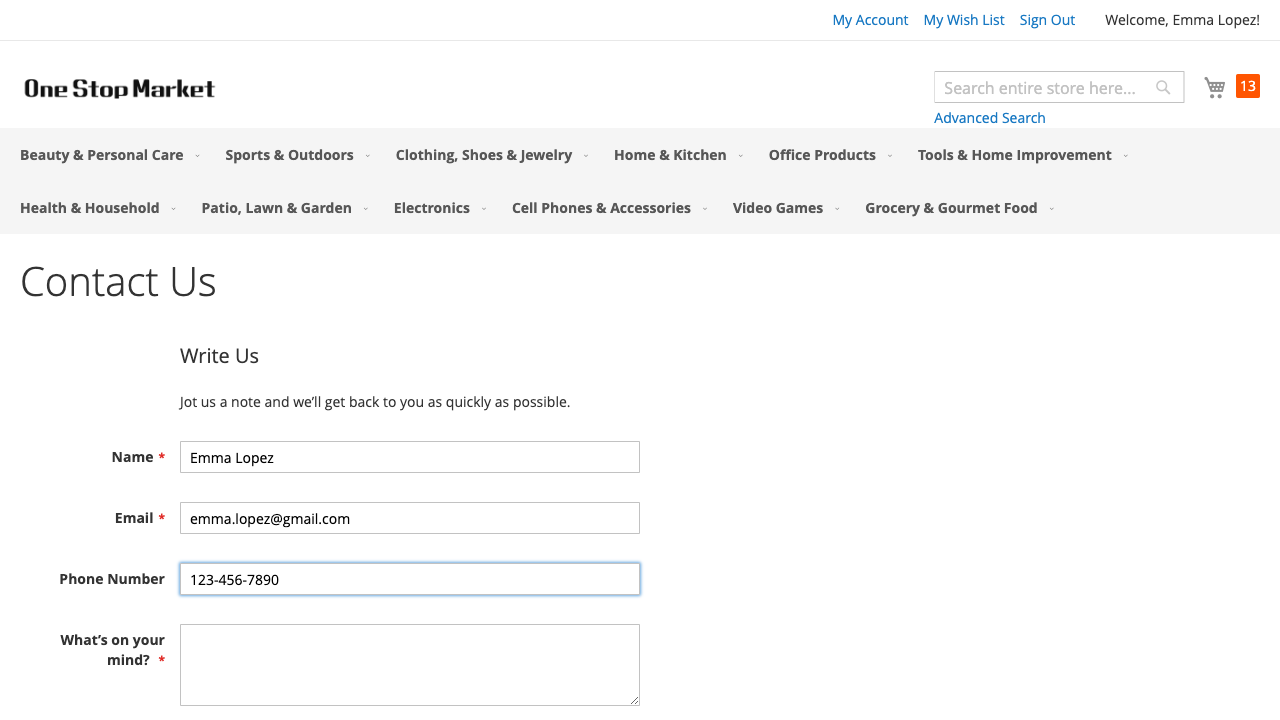 My Account My Wish List Sign Out Welcome, Emma Lopez!
One Stop Market
Search entire store here... 13
Advanced Search
Beauty & Personal Care Sports & Outdoors Clothing, Shoes & Jewelry Home & Kitchen Office Products Tools & Home Improvement
Health & Household Patio, Lawn & Garden Electronics Cell Phones & Accessories Video Games Grocery & Gourmet Food
Contact Us
Write Us
Jot us a note and we’ll get back to you as quickly as possible.
Name * Emma Lopez
Email * emma.lopez@gmail.com
Phone Number 123-456-7890
What’s on your
mind? *